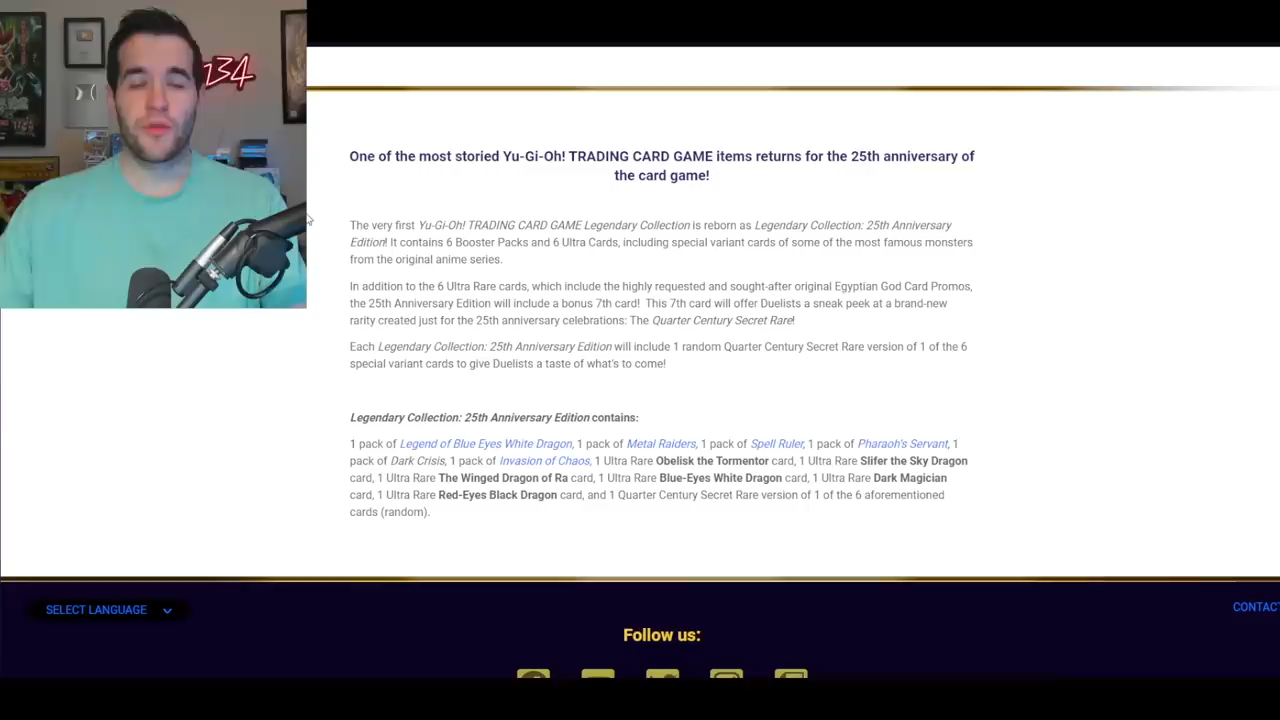 134
One of the most storied Yu-Gi-Oh! TRADING CARD GAME items returns for the 25th anniversary of
the card game!
The very first Yu-Gi-Oh! TRADING CARD GAME Legendary Collection is reborn as Legendary Collection: 25th Anniversary
Edition! It contains 6 Booster Packs and 6 Ultra Cards, including special variant cards of some of the most famous monsters
from the original anime series.
In addition to the 6 Ultra Rare cards, which include the highly requested and sought-after original Egyptian God Card Promos,
the 25th Anniversary Edition will include a bonus 7th card! This 7th card will offer Duelists a sneak peek at a brand-new
rarity created just for the 25th anniversary celebrations: The Quarter Century Secret Rare!
Each Legendary Collection: 25th Anniversary Edition will include 1 random Quarter Century Secret Rare version of 1 of the 6
special variant cards to give Duelists a taste of what's to come!
Legendary Collection: 25th Anniversary Edition contains:
1 pack of Legend of Blue Eyes White Dragon, 1 pack of Metal Raiders, 1 pack of Spell Ruler, 1 pack of Pharaoh's Servant, 1
pack of Dark Crisis, 1 pack of Invasion of Chaos, 1 Ultra Rare Obelisk the Tormentor card, 1 Ultra Rare Slifer the Sky Dragon
card, 1 Ultra Rare The Winged Dragon of Ra card, 1 Ultra Rare Blue-Eyes White Dragon card, 1 Ultra Rare Dark Magician
card, 1 Ultra Rare Red-Eyes Black Dragon card, and 1 Quarter Century Secret Rare version of 1 of the 6 aforementioned
cards (random).
SELECT LANGUAGE
CONTACT
Follow us: